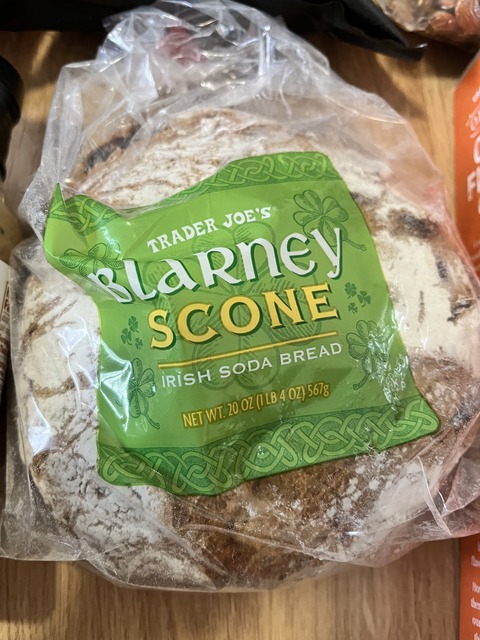 TRADER JOE'S
BLARNEY
SCONE
IRISH SODA BREAD
NET WT. 20 OZ (1 LB 4 OZ) 567g